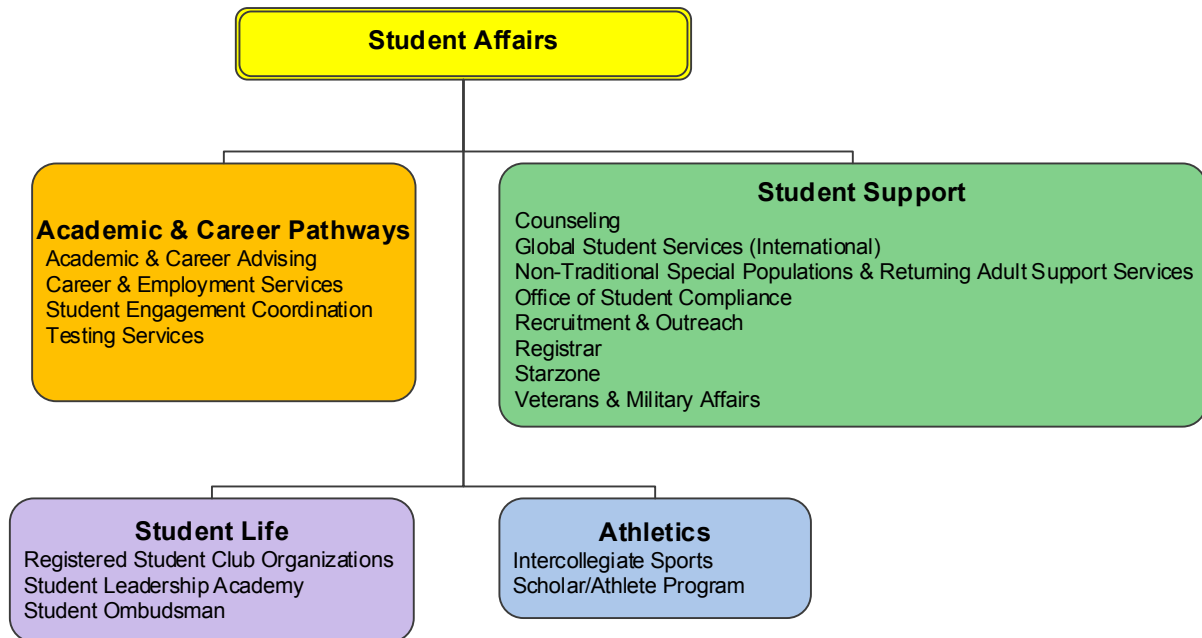 Student Affairs
Academic & Career Pathways
Academic & Career Advising
Career & Employment Services
Student Engagement Coordination
Testing Services
Student Support
Counseling
Global Student Services (International)
Non-Traditional Special Populations & Returning Adult Support Services
Office of Student Compliance
Recruitment & Outreach
Registrar
Starzone
Veterans & Military Affairs
Student Life
Registered Student Club Organizations
Student Leadership Academy
Student Ombudsman
Athletics
Intercollegiate Sports
Scholar/Athlete Program